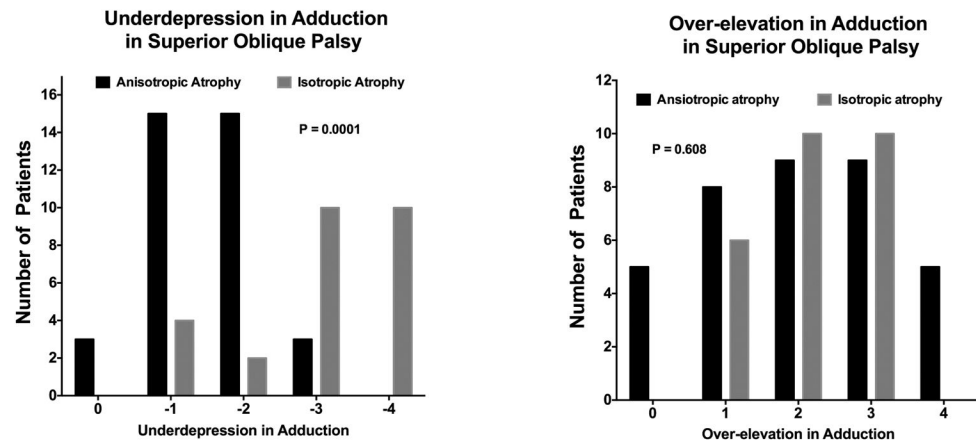 Underdepression in Adduction
in Superior Oblique Palsy
Anisotropic Atrophy
Isotropic Atrophy
P = 0.0001
Number of Patients
16
14
12
10
8
6
4
2
0
0
-1
-2
-3
-4
Underdepression in Adduction
Over-elevation in Adduction
in Superior Oblique Palsy
Ansiotropic atrophy
Isotropic atrophy
P = 0.608
Number of Patients
12
10
8
6
4
2
0
0
1
2
3
4
Over-elevation in Adduction